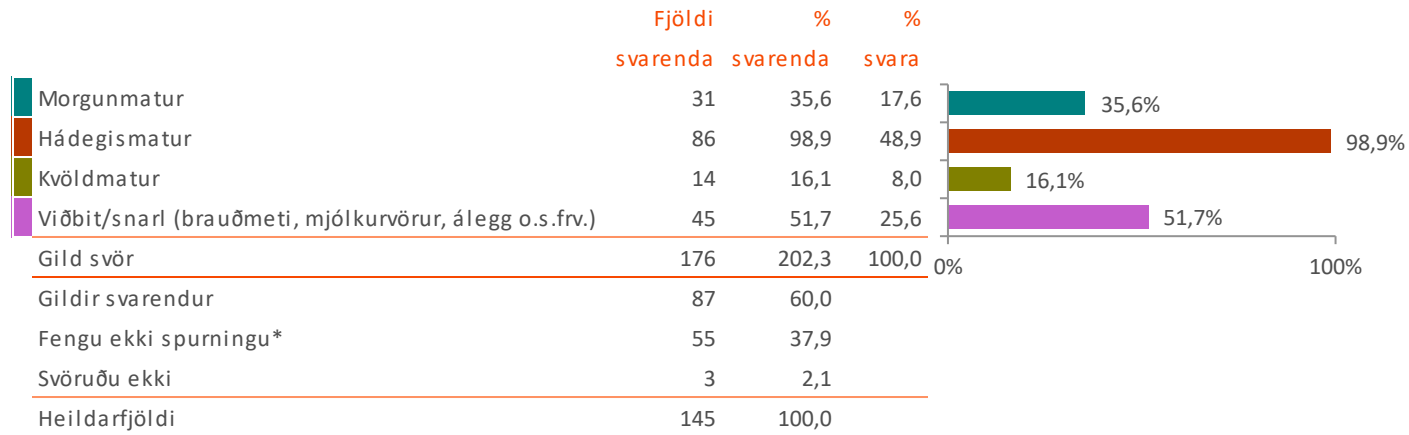 Fjöldi % %
svarenda svarenda svara
Morgunmatur 31 35,6 17,6 35,6%
Hádegismatur 86 98,9 48,9 98,9%
Kvöldmatur 14 16,1 8,0 16,1%
Viðbit/snarl (brauðmeti, mjólkurvörur, álegg o.s.frv.) 45 51,7 25,6 51,7%
Gild svör 176 202,3 100,0 0% 100%
Gildir svarendur 87 60,0
Fengu ekki spurningu* 55 37,9
Svöruðu ekki 3 2,1
Heildarfjöldi 145 100,0